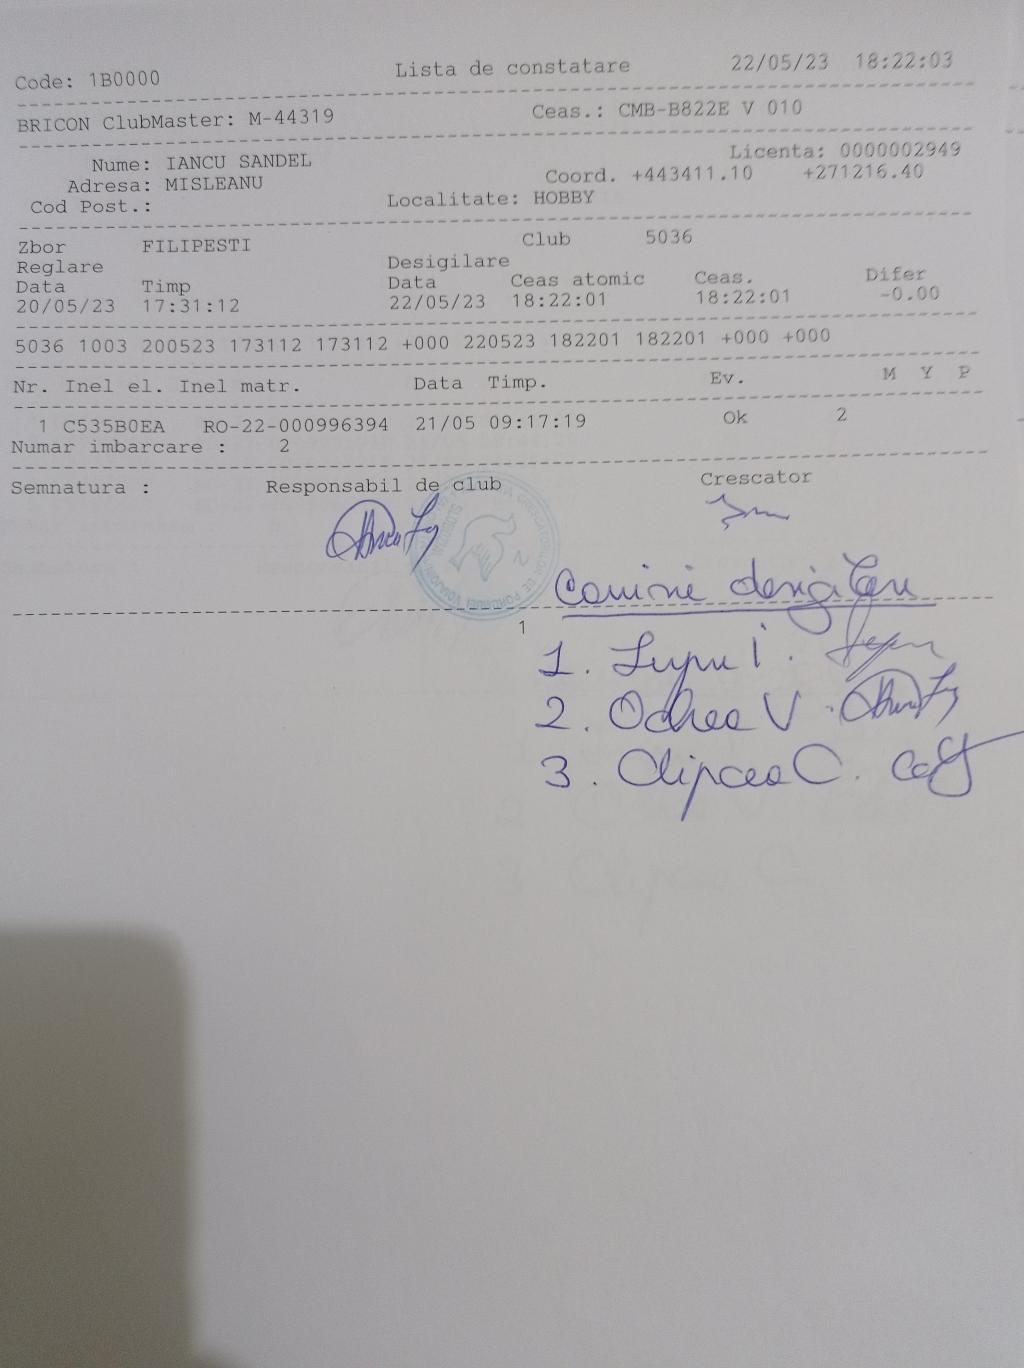 Code: 1B0000 Lista de constatare 22/05/23 18:22:03
BRICON ClubMaster: M-44319 Ceas.: CMB-B822E V 010
Nume: IANCU SANDEL Licenta: 0000002949
Adresa: MISLEANU Coord. +443411.10 +271216.40
Cod Post.: Localitate: HOBBY
Zbor FILIPESTI Club 5036
Reglare Desigilare
Data Timp Data Ceas atomic Ceas. Difer
20/05/23 17:31:12 22/05/23 18:22:01 18:22:01 -0.00
5036 1003 200523 173112 173112 +000 220523 182201 182201 +000 +000
Nr. Inel el. Inel matr. Data Timp. Ev. M Y P
1 C535B0EA RO-22-000996394 21/05 09:17:19 Ok 2
Numar imbarcare : 2
Semnatura : Responsabil de club Crescator
1
1. Lupu I.
2. Ochea V.
3. Clipcea C.